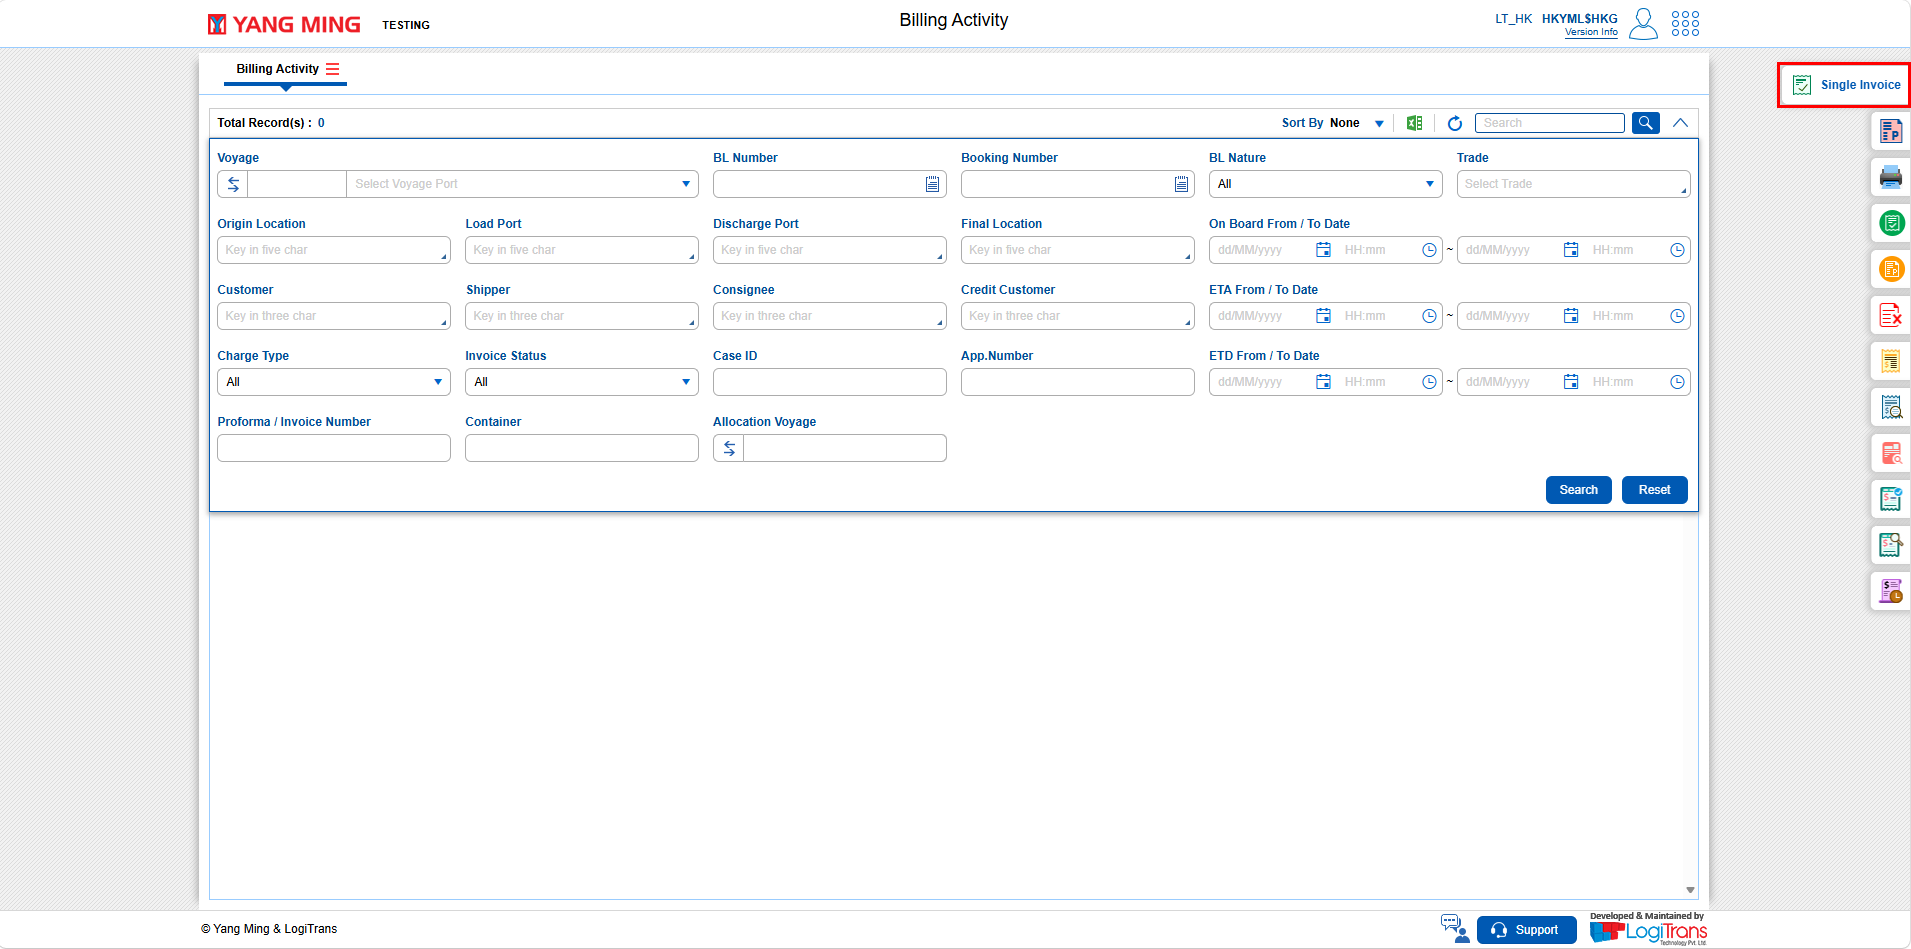 YANG MING TESTING Billing Activity LT_HK HKYML$HKG
Version Info
Billing Activity
Single Invoice
Total Record(s) : 0 Sort By None Search
Voyage BL Number Booking Number BL Nature Trade
Select Voyage Port All Select Trade
Origin Location Load Port Discharge Port Final Location On Board From / To Date
Key in five char Key in five char Key in five char Key in five char dd/MM/yyyy HH:mm ~ dd/MM/yyyy HH:mm
Customer Shipper Consignee Credit Customer ETA From / To Date
Key in three char Key in three char Key in three char Key in three char dd/MM/yyyy HH:mm ~ dd/MM/yyyy HH:mm
Charge Type Invoice Status Case ID App.Number ETD From / To Date
All All dd/MM/yyyy HH:mm ~ dd/MM/yyyy HH:mm
Proforma / Invoice Number Container Allocation Voyage
Search Reset
© Yang Ming & LogiTrans Support
Developed & Maintained by
LogiTrans
Technology Pvt. Ltd.